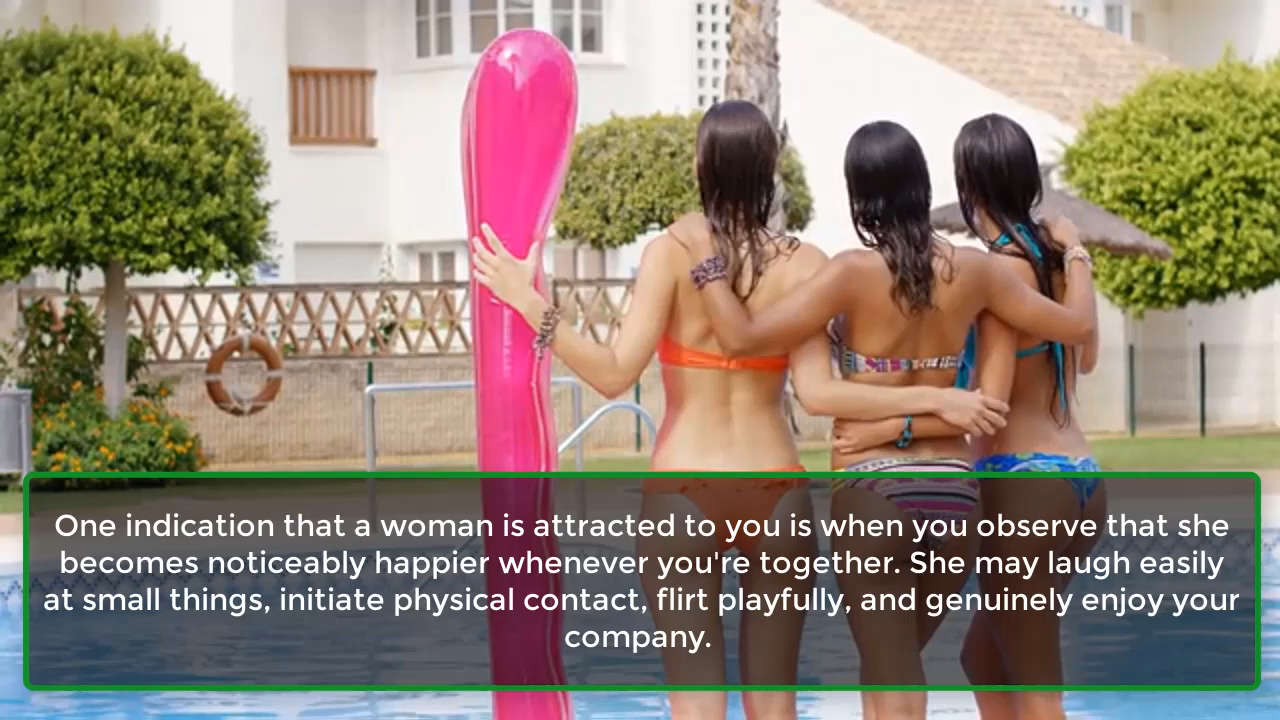 One indication that a woman is attracted to you is when you observe that she
becomes noticeably happier whenever you're together. She may laugh easily
at small things, initiate physical contact, flirt playfully, and genuinely enjoy your
company.